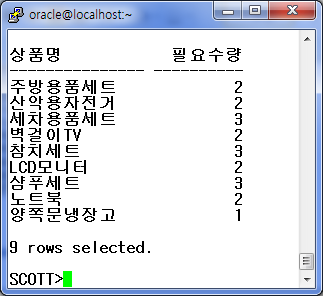 oracle@localhost:~
상품명 필요수량
--------------- ----------
주방용품세트 2
산악용자전거 2
세차용품세트 3
벽걸이TV 2
참치세트 3
LCD모니터 2
샴푸세트 3
노트북 2
양쪽문냉장고 1
9 rows selected.
SCOTT>